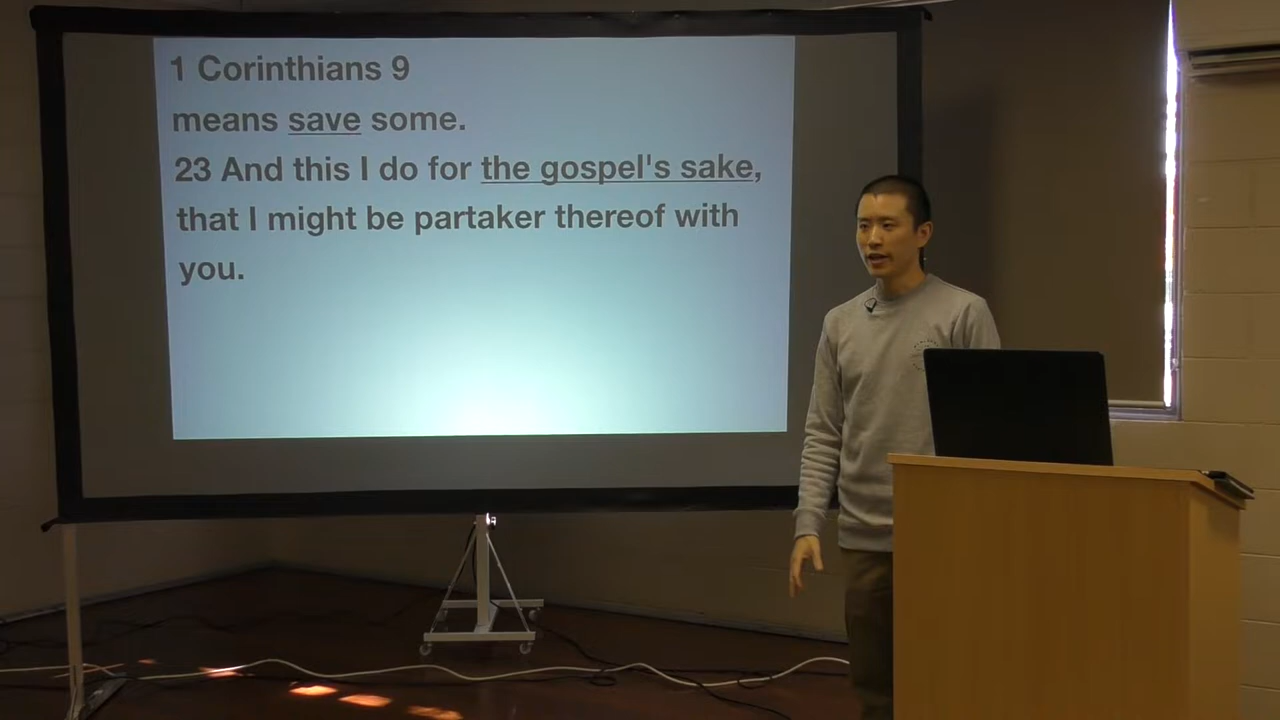 1 Corinthians 9
means save some.
23 And this I do for the gospel's sake,
that I might be partaker thereof with
you.